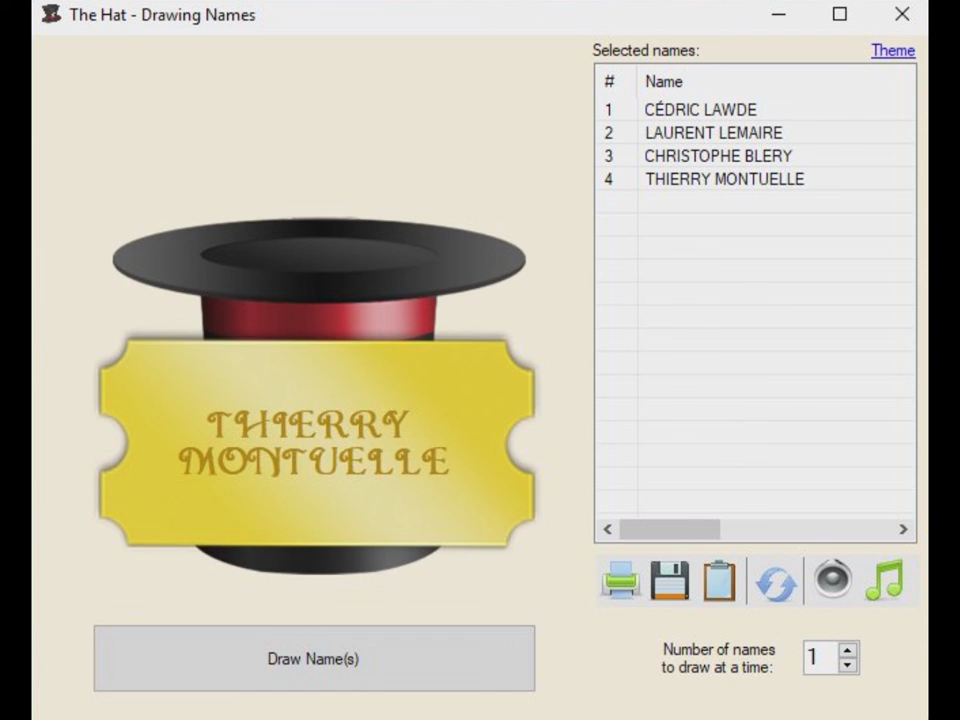 The Hat - Drawing Names
Selected names:
Theme
# Name
1 CÉDRIC LAWDE
2 LAURENT LEMAIRE
3 CHRISTOPHE BLERY
4 THIERRY MONTUELLE
THIERRY
MONTUELLE
Draw Name(s)
Number of names
to draw at a time:
1